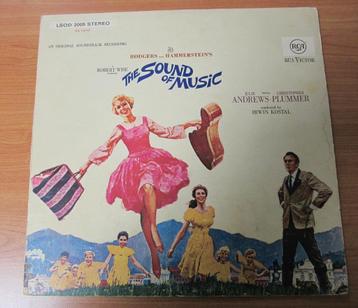 LSOD 2005 STEREO
AN ORIGINAL SOUNDTRACK RECORDING
RODGERS AND HAMMERSTEIN'S
ROBERT WISE
THE SOUND
OF MUSIC
RCA
RCA VICTOR
JULIE CHRISTOPHER
ANDREWS · PLUMMER
conducted by
IRWIN KOSTAL